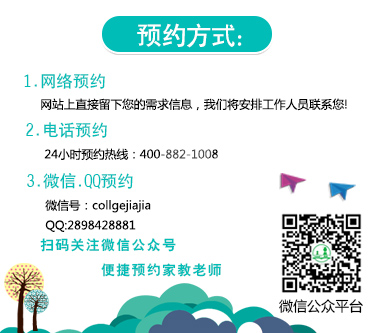 预约方式:
1.网络预约
网站上直接留下您的需求信息，我们将安排工作人员联系您!
2.电话预约
24小时预约热线：400-882-1008
3.微信.QQ预约
微信号：collgejiajia
QQ:2898428881
扫码关注微信公众号
便捷预约家教老师
微信公众平台